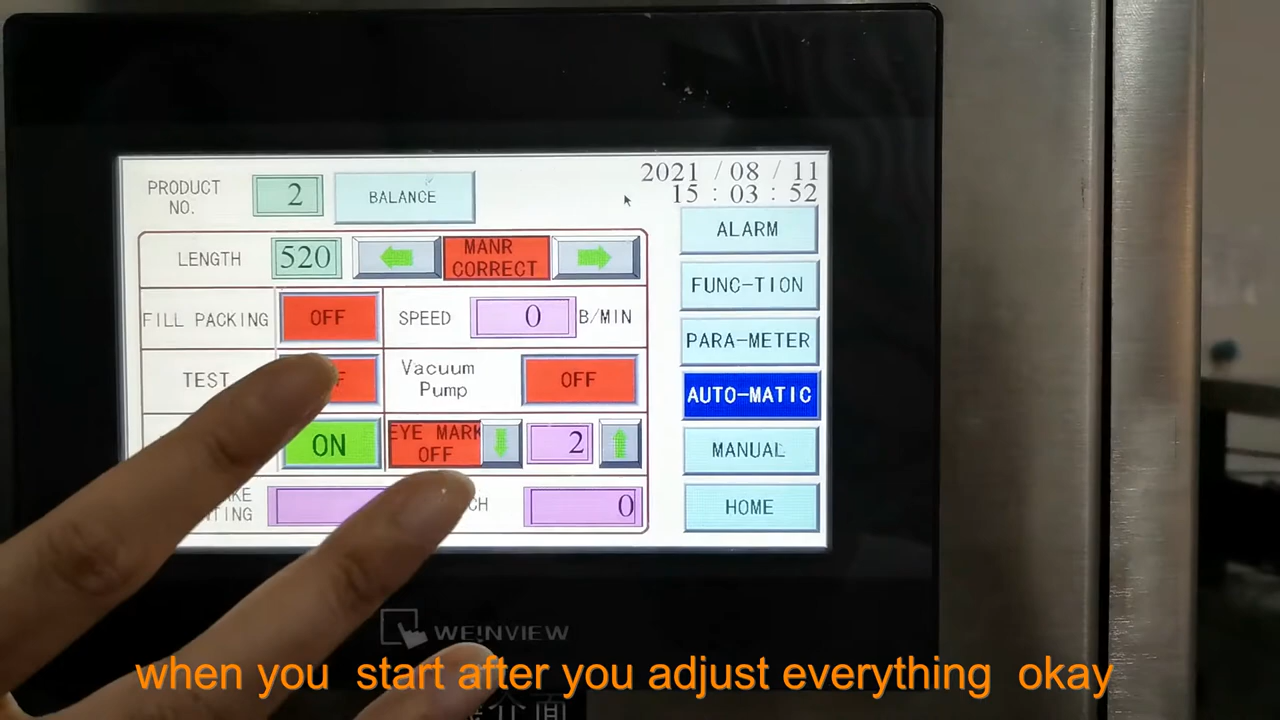 PRODUCT
NO.
2
BALANCE
2021 / 08 / 11
15 : 03 : 52
LENGTH
520
MANR
CORRECT
FILL PACKING
OFF
SPEED
0
B/MIN
TEST
Vacuum
Pump
OFF
ON
EYE MARK
OFF
2
0
ALARM
FUNC-TION
PARA-METER
AUTO-MATIC
MANUAL
HOME
WE!NVIEW
when you start after you adjust everything okay